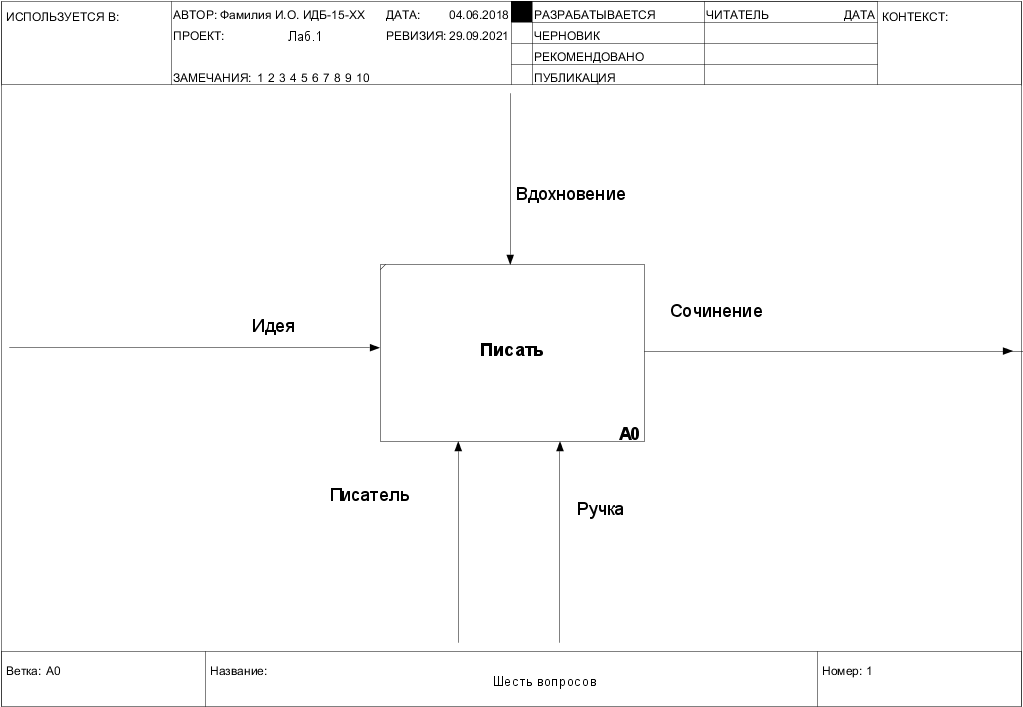 ИСПОЛЬЗУЕТСЯ В:
АВТОР: Фамилия И.О. ИДБ-15-ХХ
ДАТА: 04.06.2018
ПРОЕКТ: Лаб.1
РЕВИЗИЯ: 29.09.2021
ЗАМЕЧАНИЯ: 1 2 3 4 5 6 7 8 9 10
РАЗРАБАТЫВАЕТСЯ
ЧЕРНОВИК
РЕКОМЕНДОВАНО
ПУБЛИКАЦИЯ
ЧИТАТЕЛЬ ДАТА
КОНТЕКСТ:
Вдохновение
Идея
Писать
A0
Сочинение
Писатель
Ручка
Ветка: A0
Название:
Шесть вопросов
Номер: 1